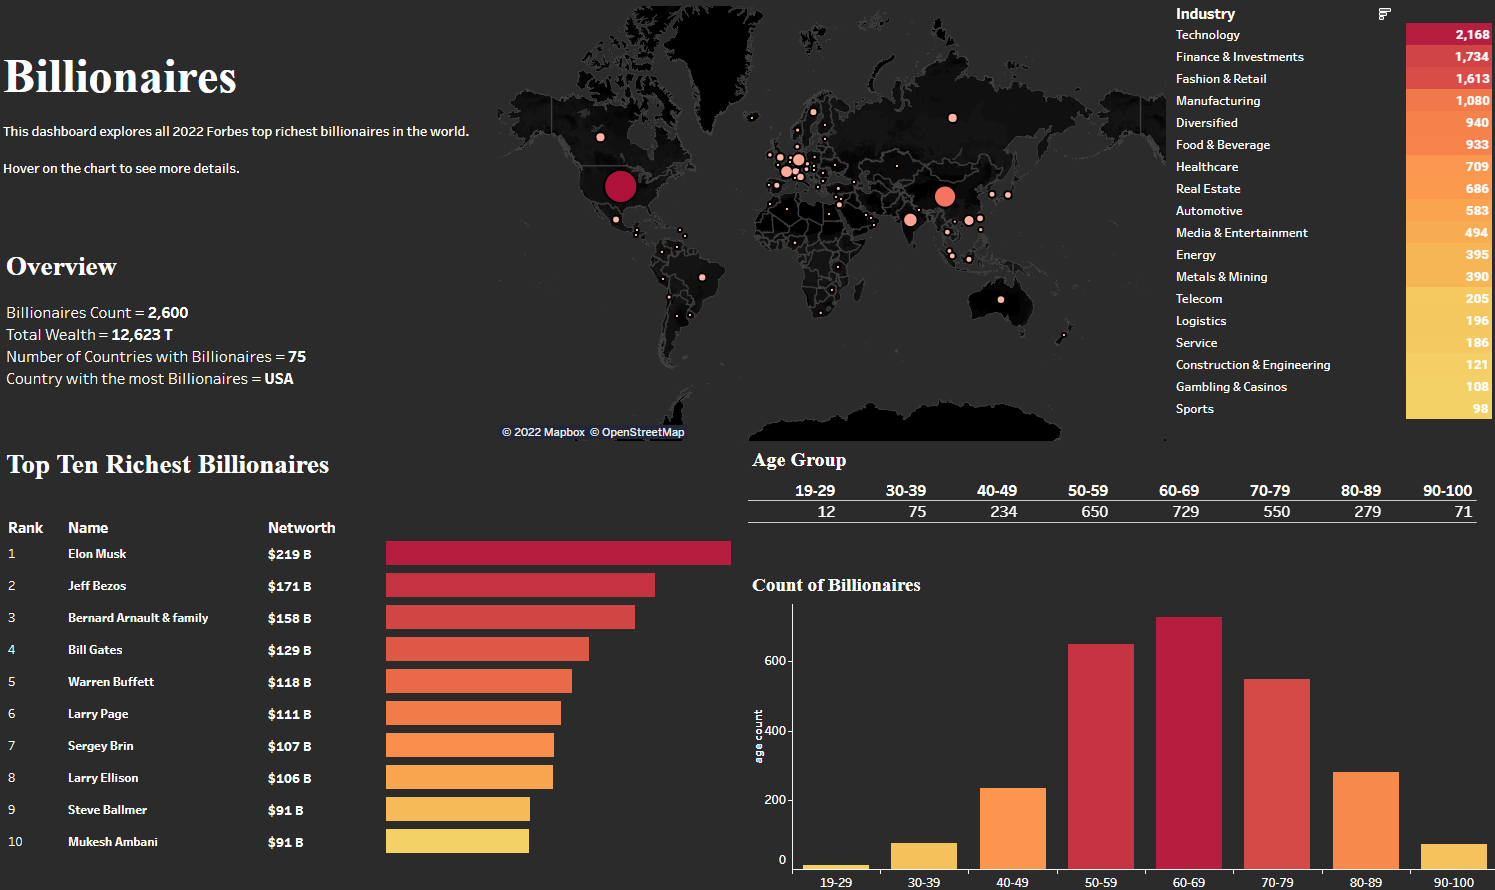 Billionaires
This dashboard explores all 2022 Forbes top richest billionaires in the world.
Hover on the chart to see more details.
Overview
Billionaires Count = 2,600
Total Wealth = 12,623 T
Number of Countries with Billionaires = 75
Country with the most Billionaires = USA
© 2022 Mapbox © OpenStreetMap
Industry
Technology 2,168
Finance & Investments 1,734
Fashion & Retail 1,613
Manufacturing 1,080
Diversified 940
Food & Beverage 933
Healthcare 709
Real Estate 686
Automotive 583
Media & Entertainment 494
Energy 395
Metals & Mining 390
Telecom 205
Logistics 196
Service 186
Construction & Engineering 121
Gambling & Casinos 108
Sports 98
Top Ten Richest Billionaires
Rank Name Networth
1 Elon Musk $219 B
2 Jeff Bezos $171 B
3 Bernard Arnault & family $158 B
4 Bill Gates $129 B
5 Warren Buffett $118 B
6 Larry Page $111 B
7 Sergey Brin $107 B
8 Larry Ellison $106 B
9 Steve Ballmer $91 B
10 Mukesh Ambani $91 B
Age Group
19-29 30-39 40-49 50-59 60-69 70-79 80-89 90-100
12 75 234 650 729 550 279 71
Count of Billionaires
age count
600
400
200
0
19-29 30-39 40-49 50-59 60-69 70-79 80-89 90-100